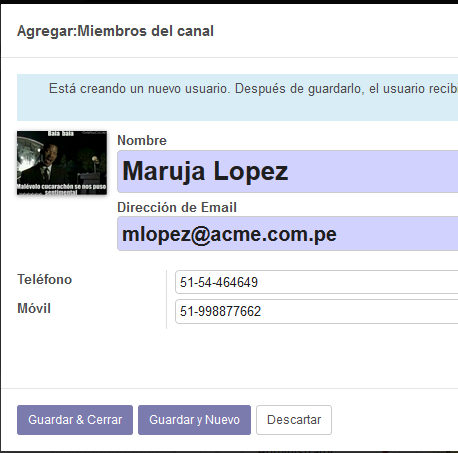 Agregar:Miembros del canal
Está creando un nuevo usuario. Después de guardarlo, el usuario recib
Baia baia
Malévolo cucarachón se nos puso
sentimental
Nombre
Maruja Lopez
Dirección de Email
mlopez@acme.com.pe
Teléfono
51-54-464649
Móvil
51-998877662
Guardar & Cerrar
Guardar y Nuevo
Descartar